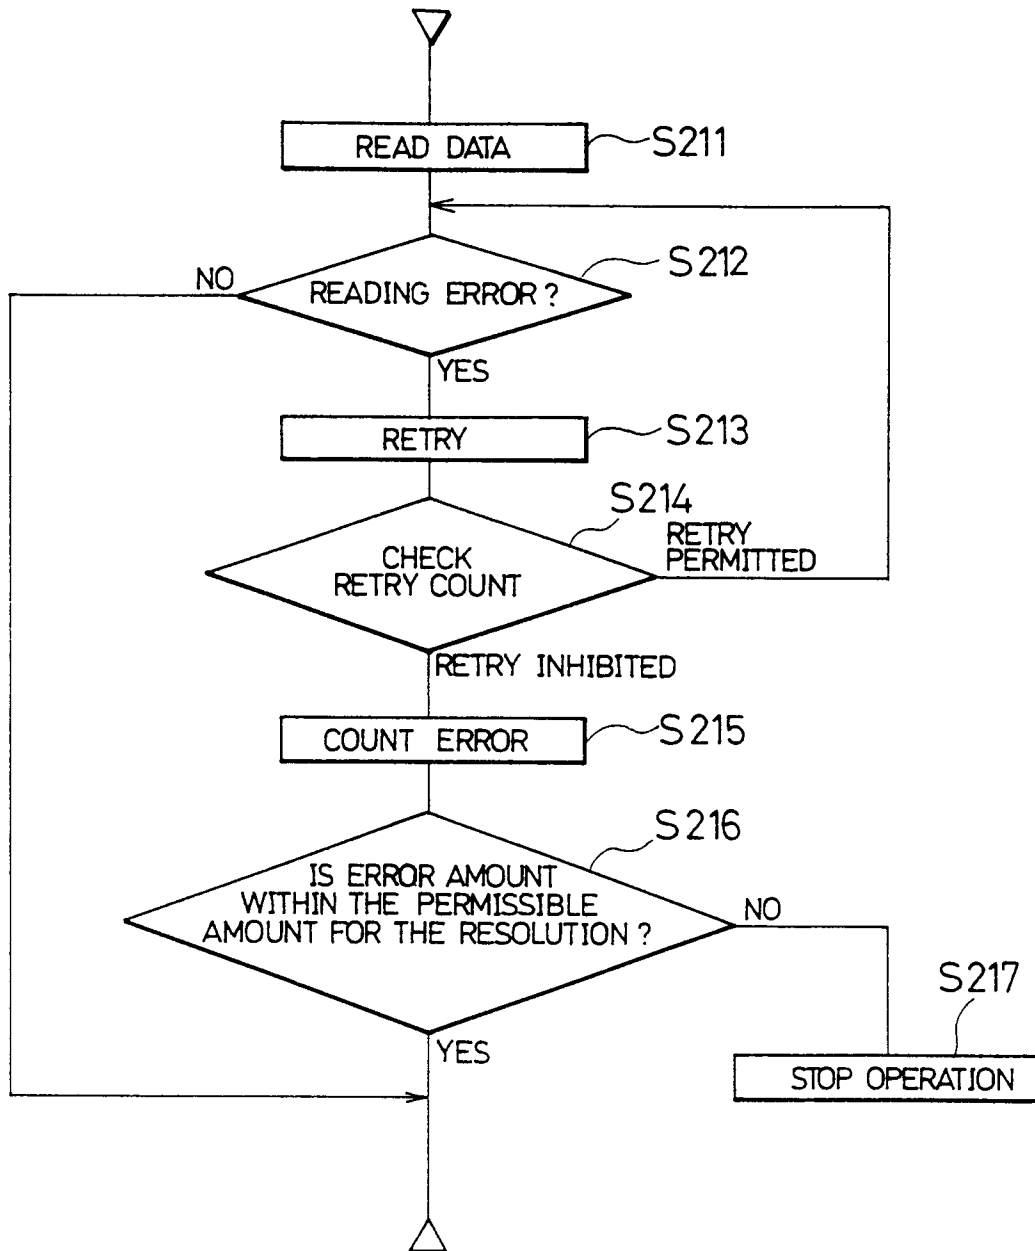 READ DATA
S211
S212
NO
READING ERROR ?
YES
RETRY
S213
S214
RETRY
PERMITTED
CHECK
RETRY COUNT
RETRY INHIBITED
COUNT ERROR
S215
S216
IS ERROR AMOUNT
WITHIN THE PERMISSIBLE
AMOUNT FOR THE RESOLUTION ?
NO
S217
YES
STOP OPERATION